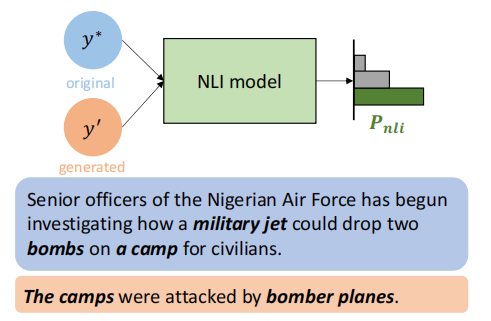 y*
original
NLI model
y'
generated
P_nli
Senior officers of the Nigerian Air Force has begun
investigating how a military jet could drop two
bombs on a camp for civilians.
The camps were attacked by bomber planes.